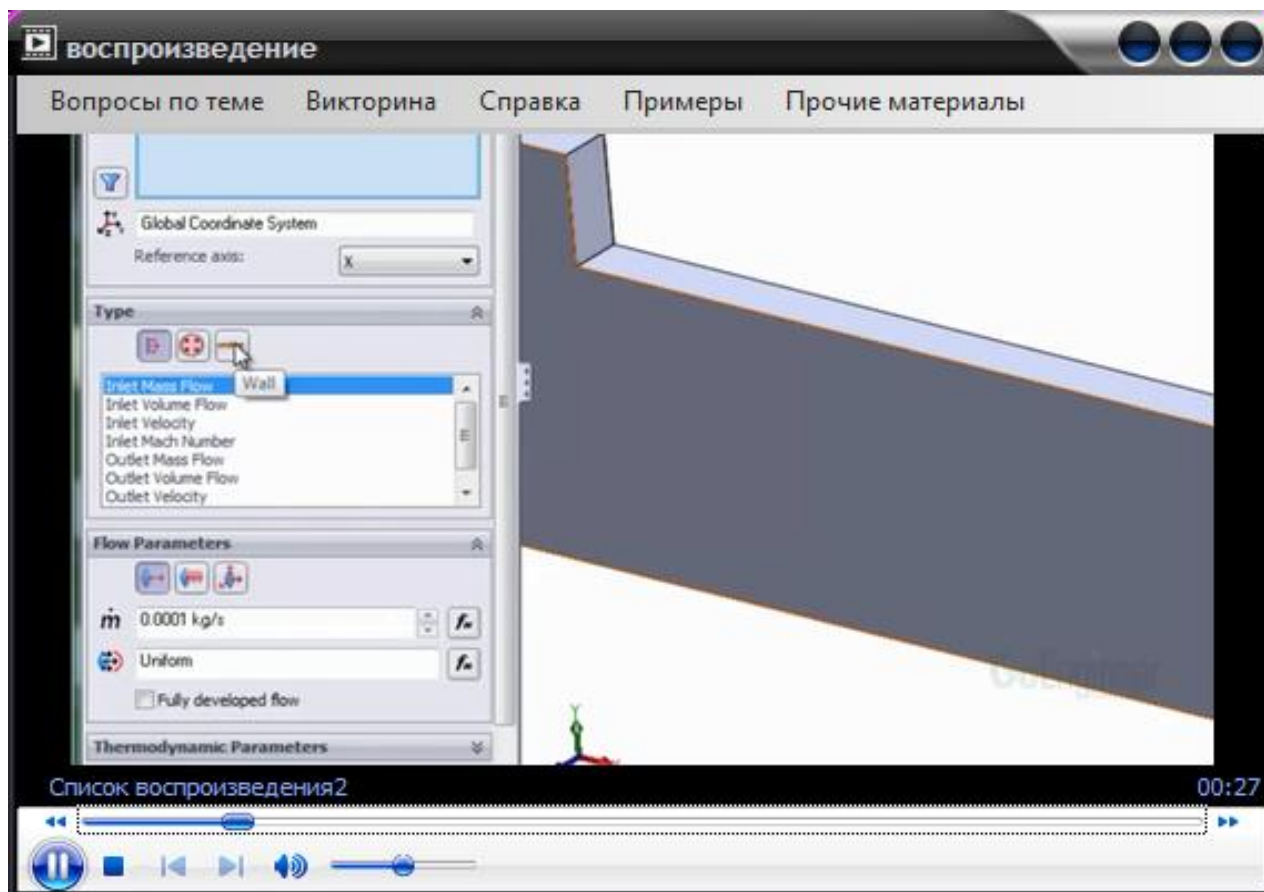 воспроизведение
Вопросы по теме Викторина Справка Примеры Прочие материалы
Global Coordinate System
Reference axis: X
Type
Wall
Inlet Mass Flow
Inlet Volume Flow
Inlet Velocity
Inlet Mach Number
Outlet Mass Flow
Outlet Volume Flow
Outlet Velocity
Flow Parameters
ṁ 0.0001 kg/s
Uniform
Fully developed flow
Thermodynamic Parameters
Y
Список воспроизведения2 00:27